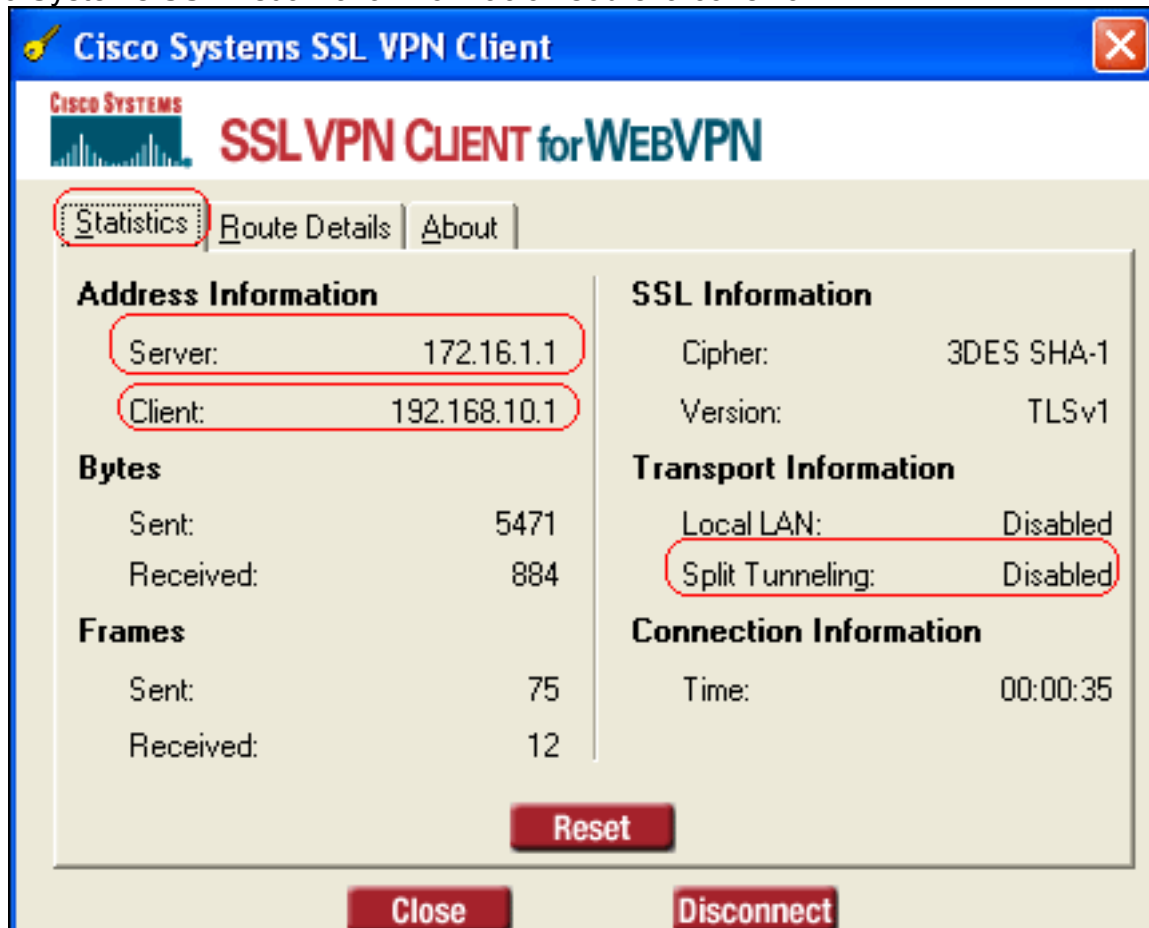 Cisco Systems SSL VPN Client
CISCO SYSTEMS
SSL VPN CLIENT for WEBVPN
Statistics Route Details About
Address Information
Server: 172.16.1.1
Client: 192.168.10.1
Bytes
Sent: 5471
Received: 884
Frames
Sent: 75
Received: 12
SSL Information
Cipher: 3DES SHA-1
Version: TLSv1
Transport Information
Local LAN: Disabled
Split Tunneling: Disabled
Connection Information
Time: 00:00:35
Reset
Close Disconnect